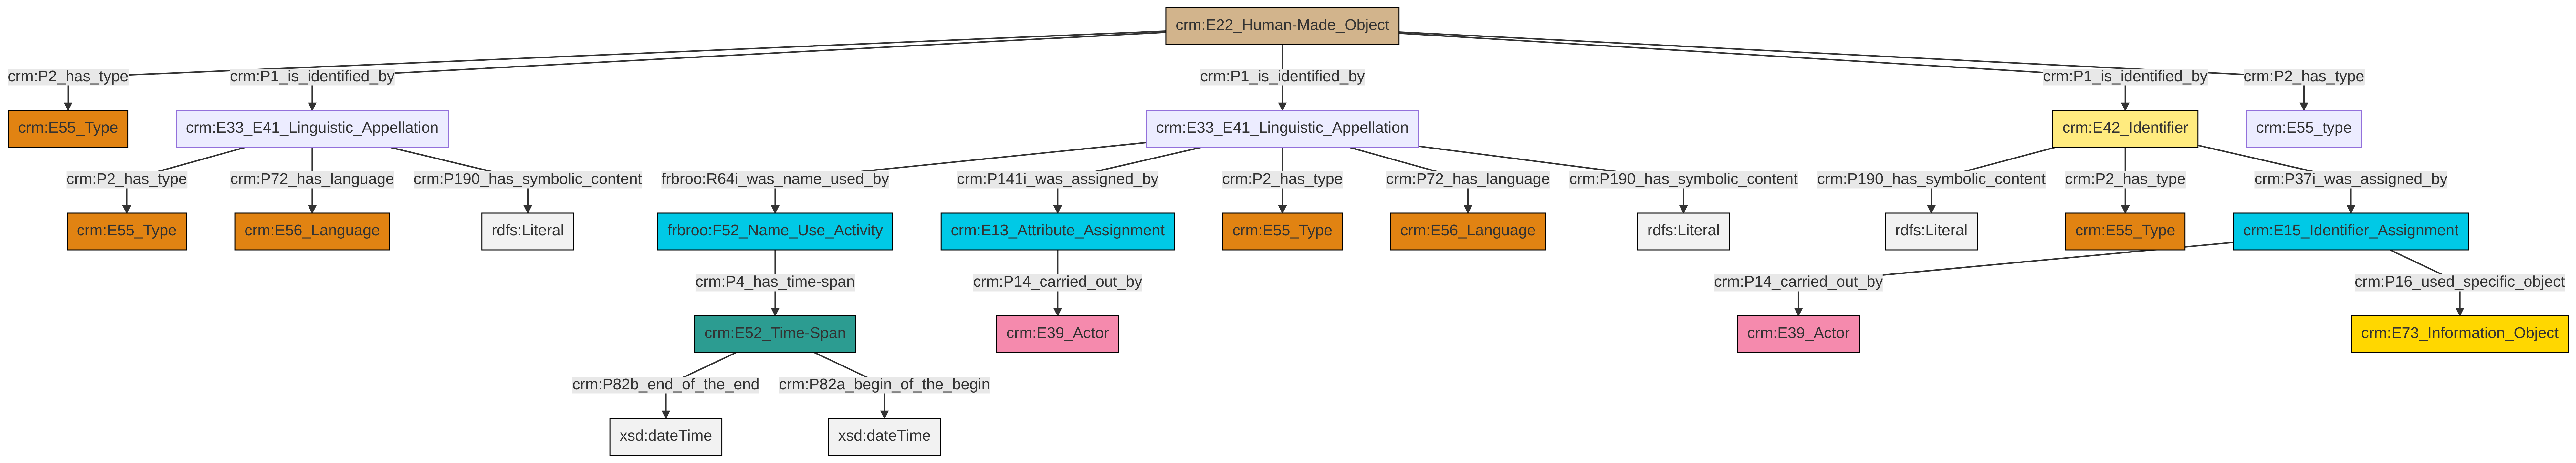 crm:E22_Human-Made_Object
crm:P2_has_type
crm:P1_is_identified_by
crm:P1_is_identified_by
crm:P1_is_identified_by
crm:P2_has_type
crm:E55_Type
crm:E33_E41_Linguistic_Appellation
crm:E33_E41_Linguistic_Appellation
crm:E42_Identifier
crm:E55_type
crm:P2_has_type
crm:P72_has_language
crm:P190_has_symbolic_content
frbroo:R64i_was_name_used_by
crm:P141i_was_assigned_by
crm:P2_has_type
crm:P72_has_language
crm:P190_has_symbolic_content
crm:P190_has_symbolic_content
crm:P2_has_type
crm:P37i_was_assigned_by
crm:E55_Type
crm:E56_Language
rdfs:Literal
frbroo:F52_Name_Use_Activity
crm:E13_Attribute_Assignment
crm:E55_Type
crm:E56_Language
rdfs:Literal
rdfs:Literal
crm:E55_Type
crm:E15_Identifier_Assignment
crm:P4_has_time-span
crm:P14_carried_out_by
crm:P14_carried_out_by
crm:P16_used_specific_object
crm:E52_Time-Span
crm:E39_Actor
crm:E39_Actor
crm:E73_Information_Object
crm:P82b_end_of_the_end
crm:P82a_begin_of_the_begin
xsd:dateTime
xsd:dateTime